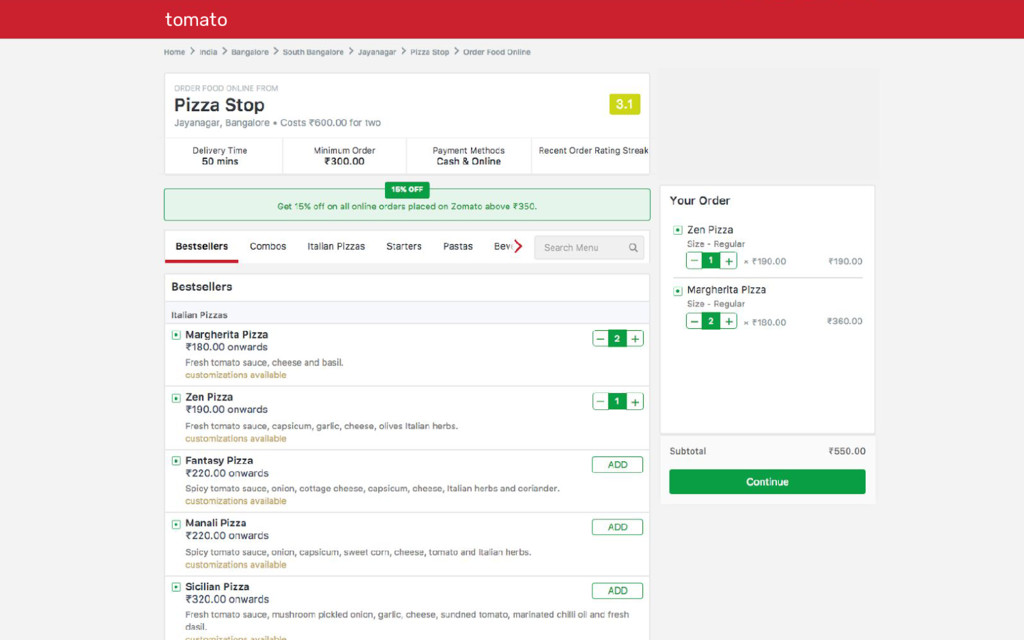 tomato
Home > India > Bangalore > South Bangalore > Jayanagar > Pizza Stop > Order Food Online
ORDER FOOD ONLINE FROM
Pizza Stop
3.1
Jayanagar, Bangalore • Costs ₹600.00 for two
Delivery Time
50 mins
Minimum Order
₹300.00
Payment Methods
Cash & Online
Recent Order Rating Streak
15% OFF
Get 15% off on all online orders placed on Zomato above ₹350.
Bestsellers Combos Italian Pizzas Starters Pastas Bev
Search Menu
Bestsellers
Italian Pizzas
Margherita Pizza
₹180.00 onwards
Fresh tomato sauce, cheese and basil.
customizations available
− 2 +
Zen Pizza
₹190.00 onwards
Fresh tomato sauce, capsicum, garlic, cheese, olives Italian herbs.
customizations available
− 1 +
Fantasy Pizza
₹220.00 onwards
Spicy tomato sauce, onion, cottage cheese, capsicum, cheese, Italian herbs and coriander.
customizations available
ADD
Manali Pizza
₹220.00 onwards
Spicy tomato sauce, onion, capsicum, sweet corn, cheese, tomato and Italian herbs.
customizations available
ADD
Sicilian Pizza
₹320.00 onwards
Fresh tomato sauce, mushroom pickled onion, garlic, cheese, sundned tomato, marinated chilli oil and fresh
dasil.
customizations available
ADD
Your Order
Zen Pizza
Size - Regular
− 1 + × ₹190.00 ₹190.00
Margherita Pizza
Size - Regular
− 2 + × ₹180.00 ₹360.00
Subtotal ₹550.00
Continue